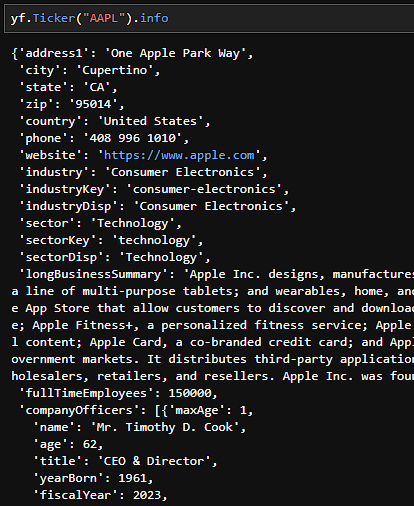 yf.Ticker("AAPL").info
{'address1': 'One Apple Park Way',
'city': 'Cupertino',
'state': 'CA',
'zip': '95014',
'country': 'United States',
'phone': '408 996 1010',
'website': 'https://www.apple.com',
'industry': 'Consumer Electronics',
'industryKey': 'consumer-electronics',
'industryDisp': 'Consumer Electronics',
'sector': 'Technology',
'sectorKey': 'technology',
'sectorDisp': 'Technology',
'longBusinessSummary': 'Apple Inc. designs, manufactures
a line of multi-purpose tablets; and wearables, home, and
e App Store that allow customers to discover and download
e; Apple Fitness+, a personalized fitness service; Apple
l content; Apple Card, a co-branded credit card; and Appl
overnment markets. It distributes third-party application
holesalers, retailers, and resellers. Apple Inc. was foun
'fullTimeEmployees': 150000,
'companyOfficers': [{'maxAge': 1,
'name': 'Mr. Timothy D. Cook',
'age': 62,
'title': 'CEO & Director',
'yearBorn': 1961,
'fiscalYear': 2023,